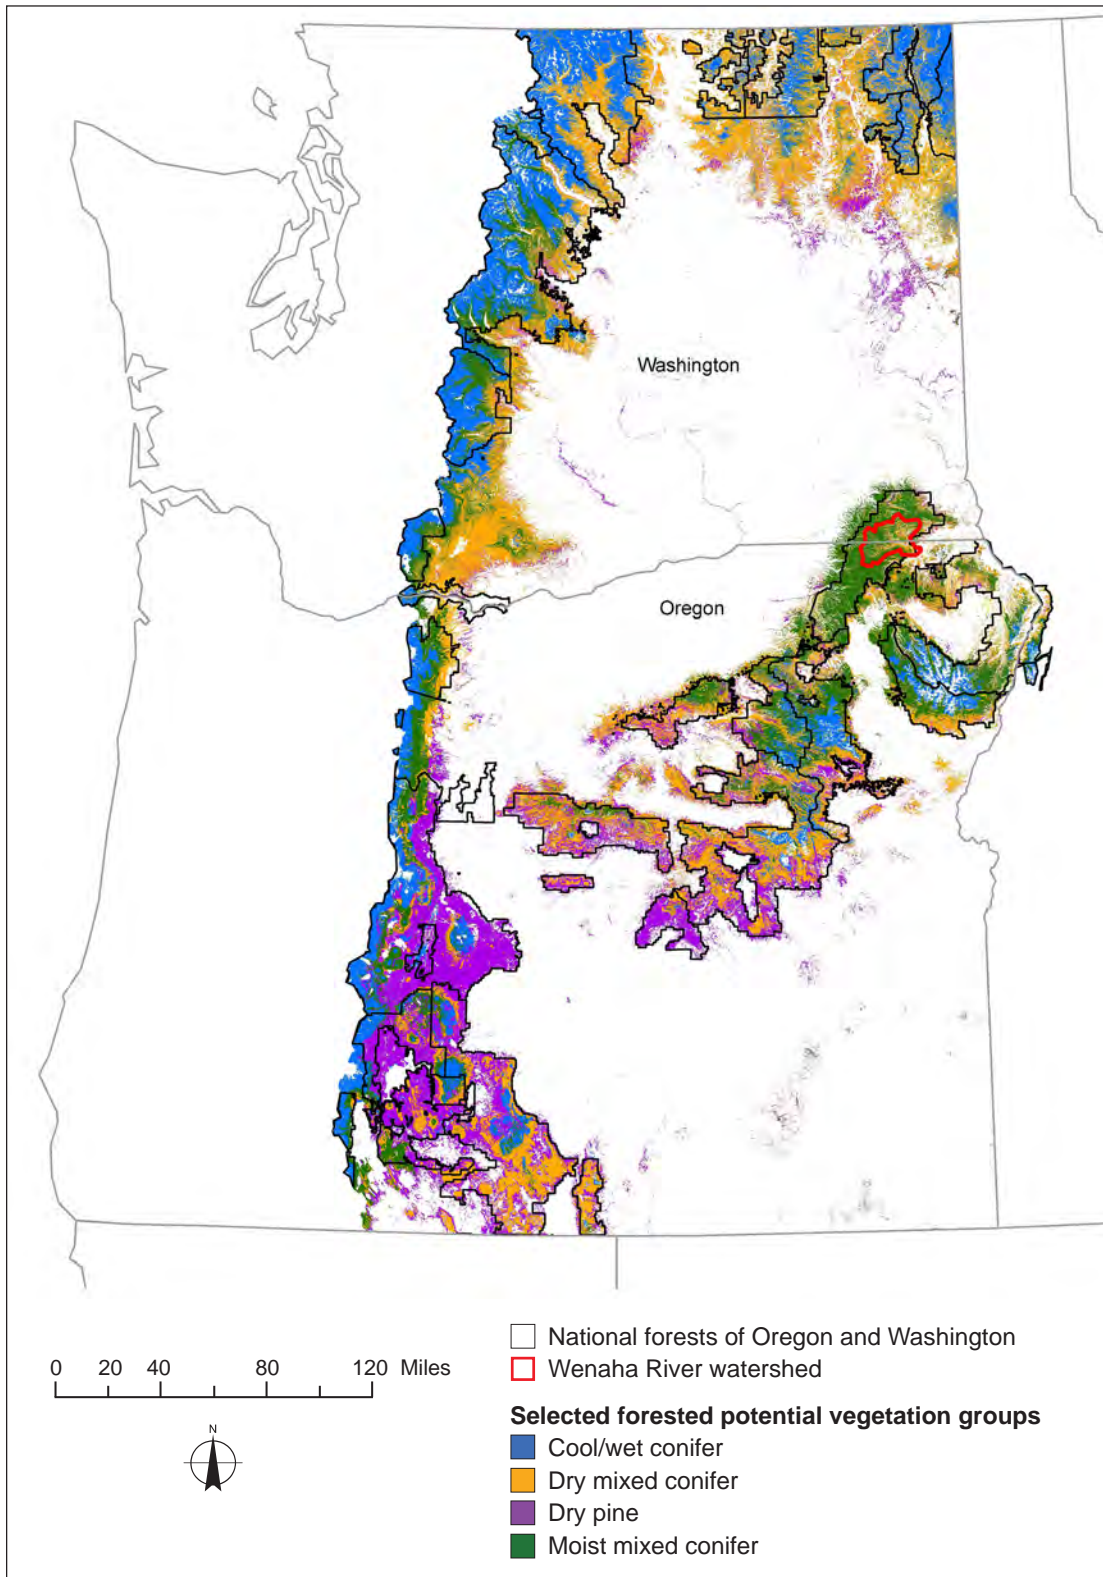 Washington
Oregon
National forests of Oregon and Washington
Wenaha River watershed
0 20 40 80 120 Miles
N
Selected forested potential vegetation groups
Cool/wet conifer
Dry mixed conifer
Dry pine
Moist mixed conifer